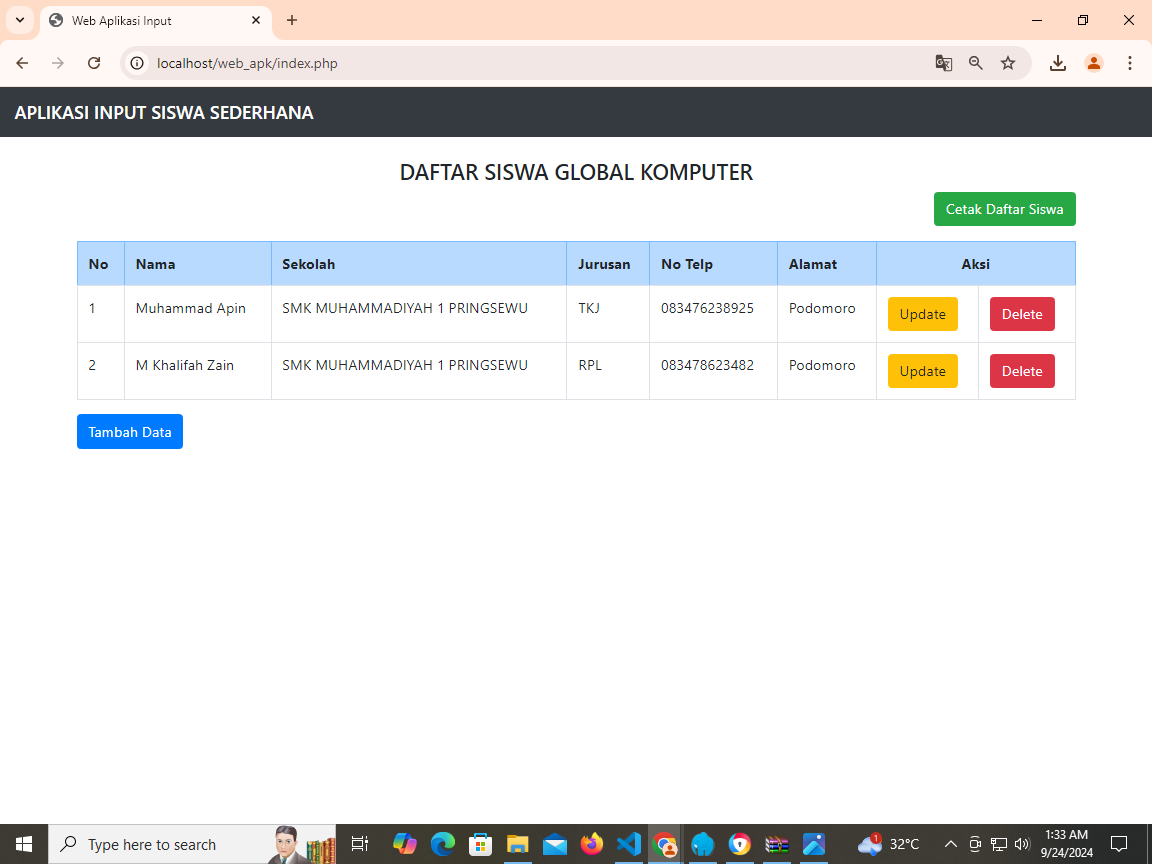 Web Aplikasi Input
localhost/web_apk/index.php
APLIKASI INPUT SISWA SEDERHANA
DAFTAR SISWA GLOBAL KOMPUTER
Cetak Daftar Siswa
No Nama Sekolah Jurusan No Telp Alamat Aksi
1 Muhammad Apin SMK MUHAMMADIYAH 1 PRINGSEWU TKJ 083476238925 Podomoro Update Delete
2 M Khalifah Zain SMK MUHAMMADIYAH 1 PRINGSEWU RPL 083478623482 Podomoro Update Delete
Tambah Data
Type here to search
1
32°C
1:33 AM
9/24/2024